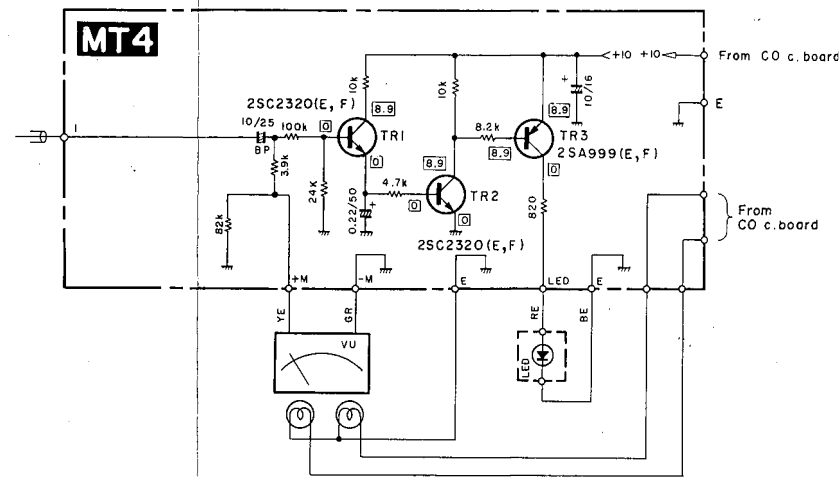 MT4
+10 +10
From CO c. board
10k
10k
+
10/16
2SC2320(E, F)
8.9
8.9
E
10/25
100k
0
8.2k
TR3
1
BP
TR1
8.9
2SA999(E, F)
3.9k
0
8.9
0
24K
4.7k
82k
0.22/50
+
0
TR2
0
820
From
CO c.board
2SC2320(E,F)
+M
-M
E
LED
E
YE
GR
RE
BE
VU
LED